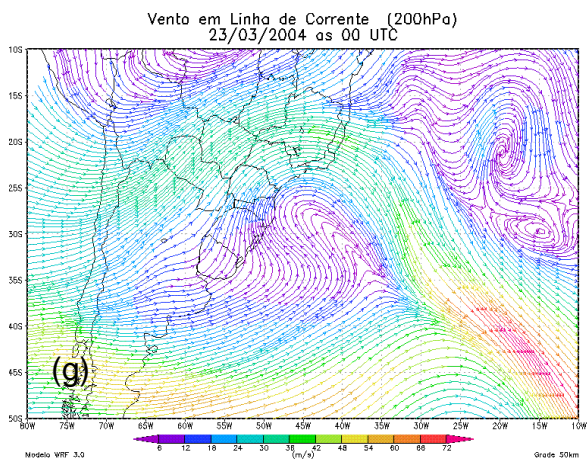 Vento em Linha de Corrente (200hPa)
23/03/2004 as 00 UTC
10S
15S
20S
25S
30S
35S
40S
45S
50S
(g)
80W 75W 70W 65W 60W 55W 50W 45W 40W 35W 30W 25W 20W 15W 10W
6 12 18 24 30 36 42 48 54 60 66 72
(m/s)
Modelo WRF 3.0
Grade 50km